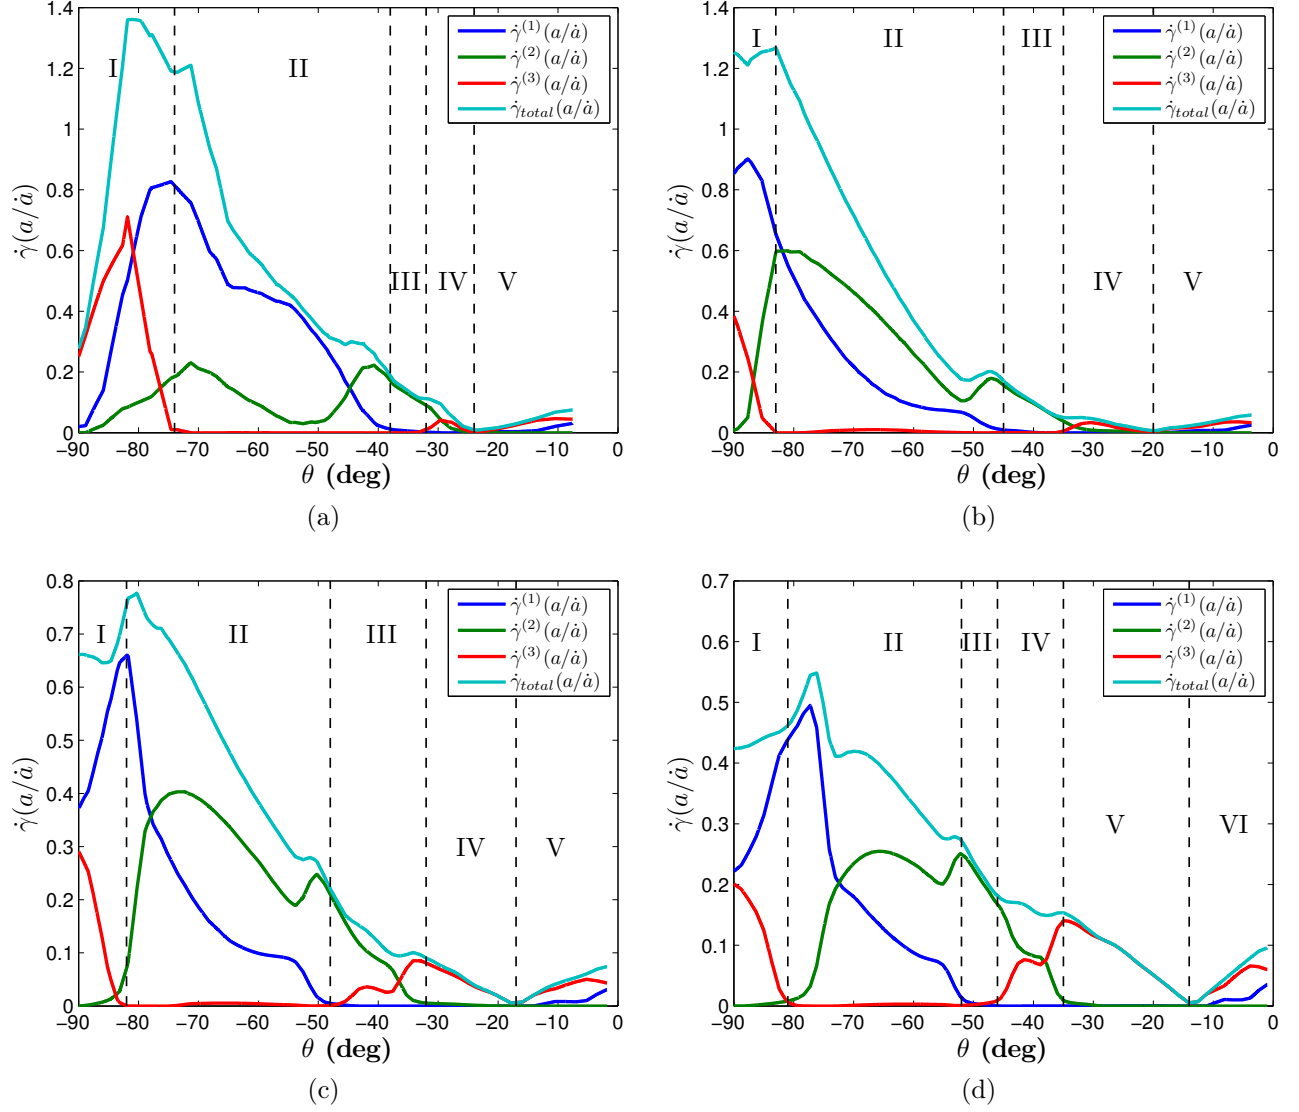 1.4
1.2
1
0.8
0.6
0.4
0.2
0
−90 −80 −70 −60 −50 −40 −30 −20 −10 0
γ̇(a/ȧ)
θ (deg)
I II III IV V
γ̇⁽¹⁾(a/ȧ)
γ̇⁽²⁾(a/ȧ)
γ̇⁽³⁾(a/ȧ)
γ̇total(a/ȧ)
(a)
1.4
1.2
1
0.8
0.6
0.4
0.2
0
−90 −80 −70 −60 −50 −40 −30 −20 −10 0
γ̇(a/ȧ)
θ (deg)
I II III IV V
γ̇⁽¹⁾(a/ȧ)
γ̇⁽²⁾(a/ȧ)
γ̇⁽³⁾(a/ȧ)
γ̇total(a/ȧ)
(b)
0.8
0.7
0.6
0.5
0.4
0.3
0.2
0.1
0
−90 −80 −70 −60 −50 −40 −30 −20 −10 0
γ̇(a/ȧ)
θ (deg)
I II III IV V
γ̇⁽¹⁾(a/ȧ)
γ̇⁽²⁾(a/ȧ)
γ̇⁽³⁾(a/ȧ)
γ̇total(a/ȧ)
(c)
0.7
0.6
0.5
0.4
0.3
0.2
0.1
0
−90 −80 −70 −60 −50 −40 −30 −20 −10 0
γ̇(a/ȧ)
θ (deg)
I II III IV V VI
γ̇⁽¹⁾(a/ȧ)
γ̇⁽²⁾(a/ȧ)
γ̇⁽³⁾(a/ȧ)
γ̇total(a/ȧ)
(d)